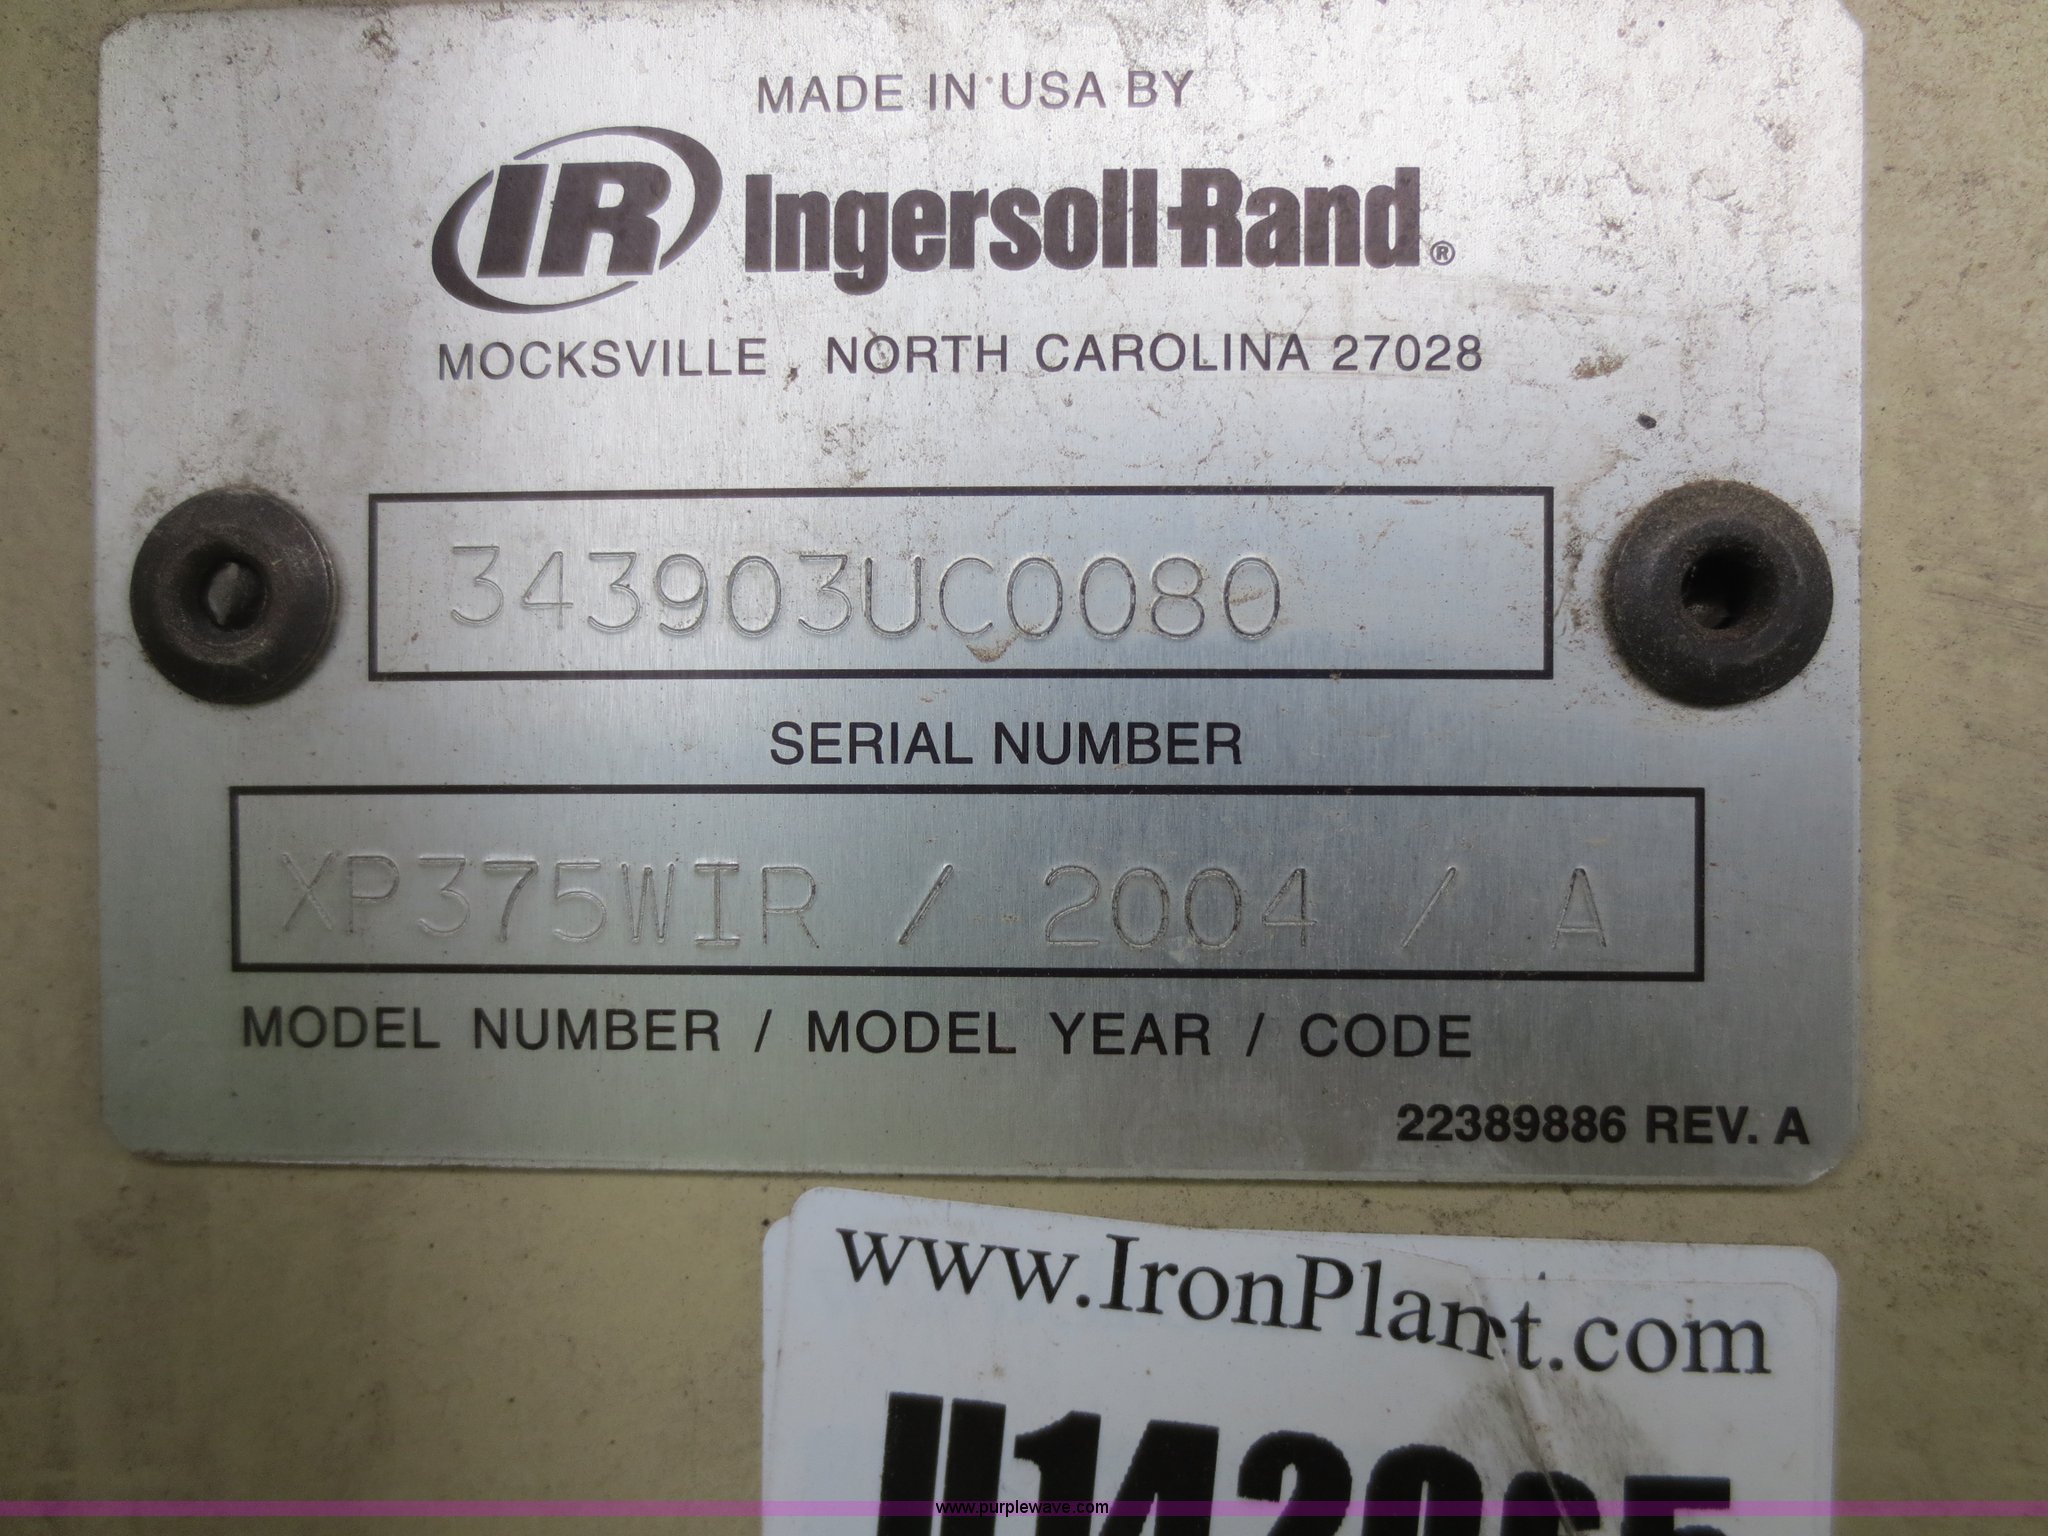 MADE IN USA BY
IR Ingersoll-Rand®
MOCKSVILLE, NORTH CAROLINA 27028
343903UC0080
SERIAL NUMBER
XP375WIR / 2004 / A
MODEL NUMBER / MODEL YEAR / CODE
22389886 REV. A
www.IronPlant.com
www.purplewave.com